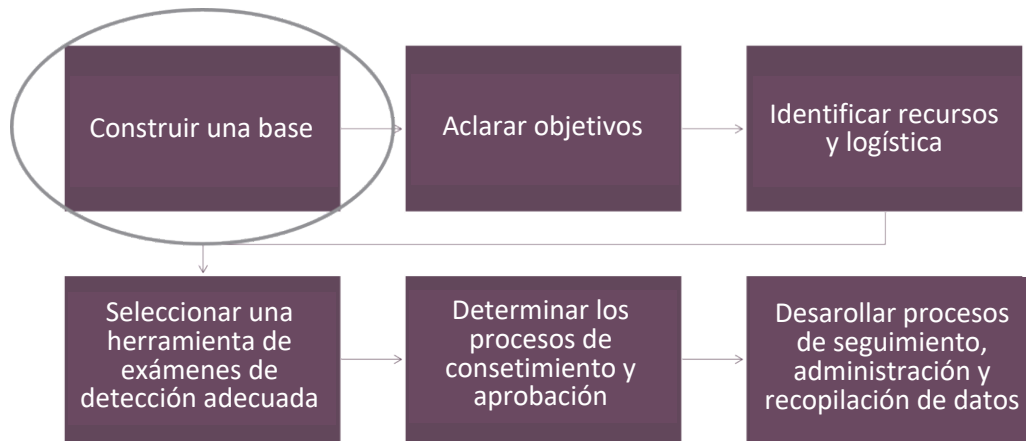 Construir una base
Aclarar objetivos
Identificar recursos
y logística
Seleccionar una
herramienta de
exámenes de
detección adecuada
Determinar los
procesos de
consetimiento y
aprobación
Desarollar procesos
de seguimiento,
administración y
recopilación de datos